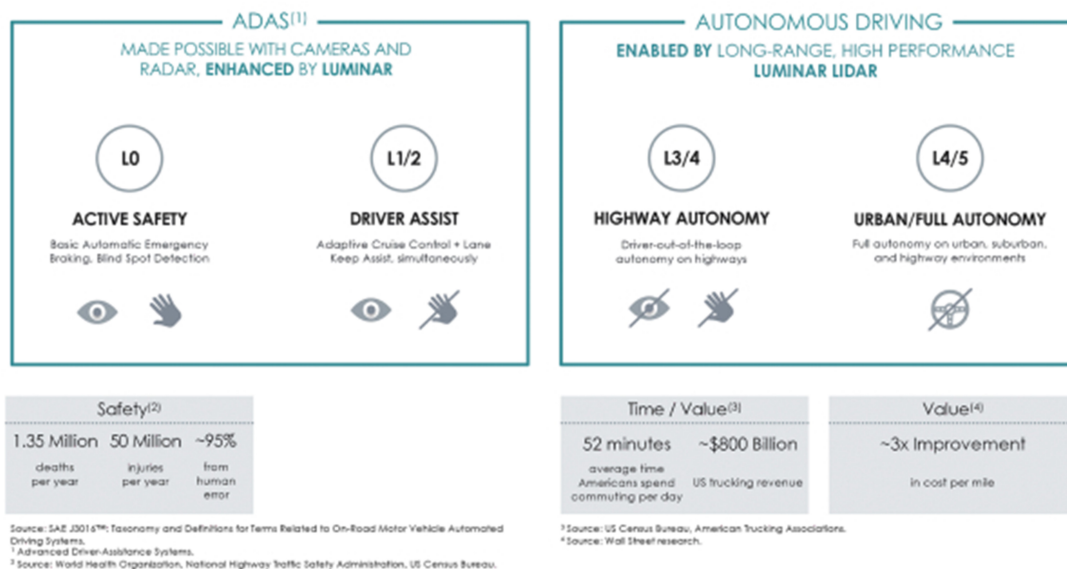 ADAS(1)
MADE POSSIBLE WITH CAMERAS AND
RADAR, ENHANCED BY LUMINAR
L0
ACTIVE SAFETY
Basic Automatic Emergency
Braking, Blind Spot Detection
L1/2
DRIVER ASSIST
Adaptive Cruise Control + Lane
Keep Assist, simultaneously
AUTONOMOUS DRIVING
ENABLED BY LONG-RANGE, HIGH PERFORMANCE
LUMINAR LIDAR
L3/4
HIGHWAY AUTONOMY
Driver-out-of-the-loop
autonomy on highways
L4/5
URBAN/FULL AUTONOMY
Full autonomy on urban, suburban,
and highway environments
Safety(2)
1.35 Million
deaths
per year
50 Million
injuries
per year
~95%
from
human
error
Time / Value(3)
52 minutes
average time
Americans spend
commuting per day
~$800 Billion
US trucking revenue
Value(4)
~3x Improvement
in cost per mile
Source: SAE J3016™: Taxonomy and Definitions for Terms Related to On-Road Motor Vehicle Automated
Driving Systems.
1 Advanced Driver-Assistance Systems.
2 Source: World Health Organization, National Highway Traffic Safety Administration, US Census Bureau.
3 Source: US Census Bureau, American Trucking Associations.
4 Source: Wall Street research.